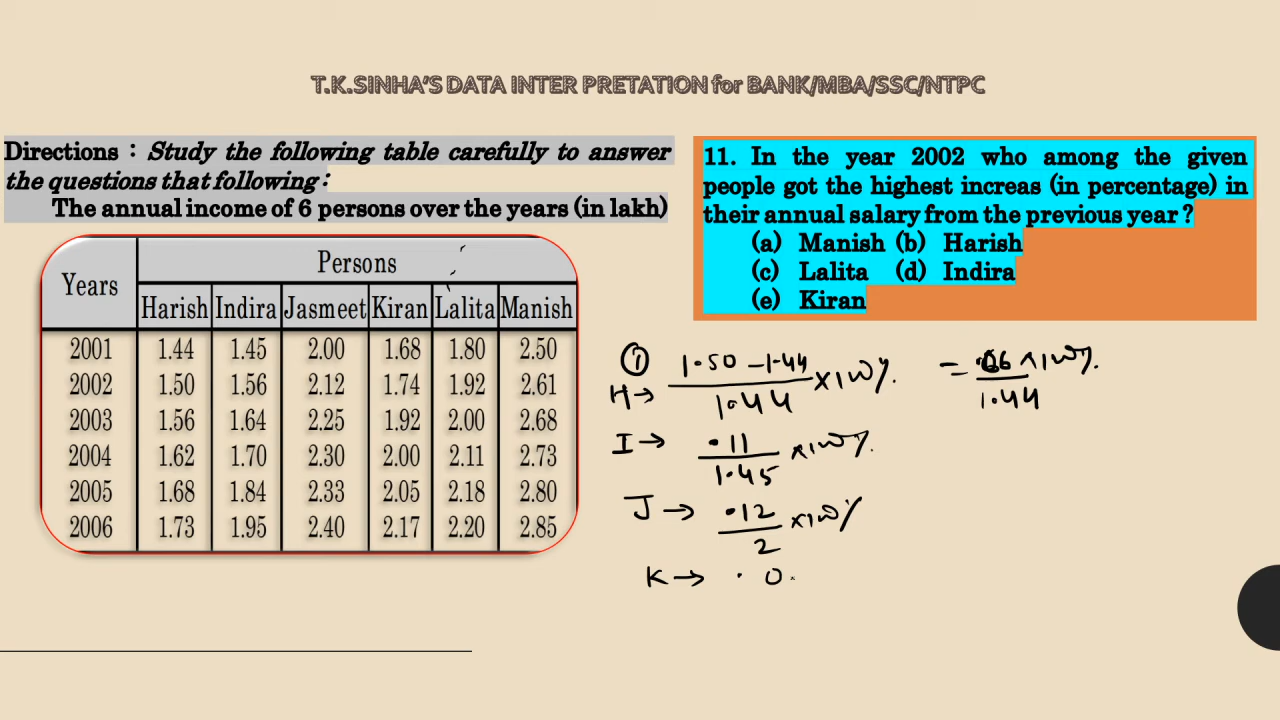 T.K.SINHA'S DATA INTER PRETATION for BANK/MBA/SSC/NTPC
Directions : Study the following table carefully to answer
the questions that following :
The annual income of 6 persons over the years (in lakh)
Years Persons
Harish Indira Jasmeet Kiran Lalita Manish
2001 1.44 1.45 2.00 1.68 1.80 2.50
2002 1.50 1.56 2.12 1.74 1.92 2.61
2003 1.56 1.64 2.25 1.92 2.00 2.68
2004 1.62 1.70 2.30 2.00 2.11 2.73
2005 1.68 1.84 2.33 2.05 2.18 2.80
2006 1.73 1.95 2.40 2.17 2.20 2.85
11. In the year 2002 who among the given
people got the highest increas (in percentage) in
their annual salary from the previous year ?
(a) Manish (b) Harish
(c) Lalita (d) Indira
(e) Kiran
①
H→ 1.50 – 1.44 / 1.44 ×100% = .06 ×100% / 1.44
I→ .11 / 1.45 ×100%.
J→ .12 / 2 ×100%
K→ . 0